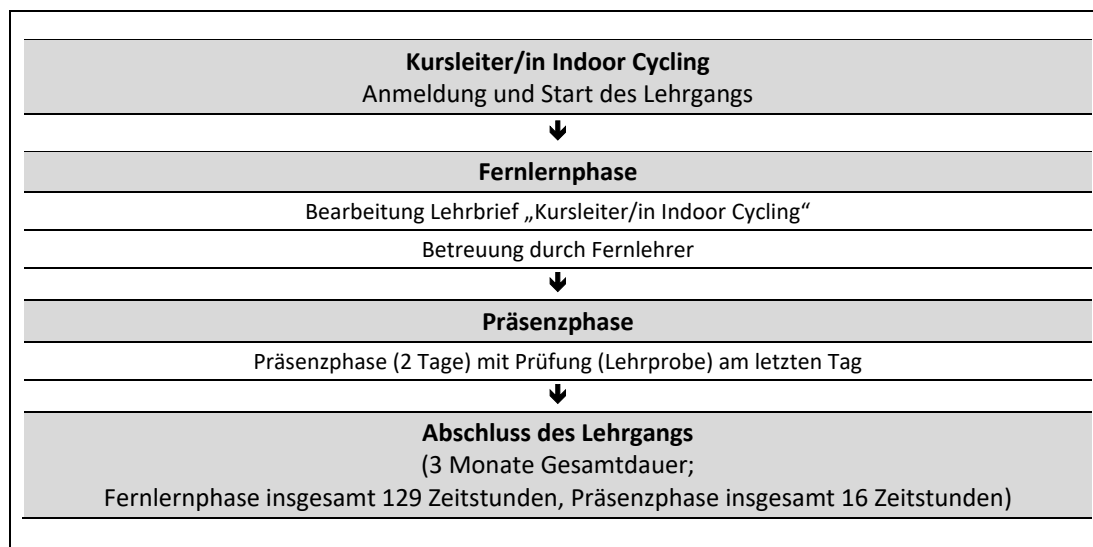 Kursleiter/in Indoor Cycling
Anmeldung und Start des Lehrgangs
Fernlernphase
Bearbeitung Lehrbrief „Kursleiter/in Indoor Cycling“
Betreuung durch Fernlehrer
Präsenzphase
Präsenzphase (2 Tage) mit Prüfung (Lehrprobe) am letzten Tag
Abschluss des Lehrgangs
(3 Monate Gesamtdauer;
Fernlernphase insgesamt 129 Zeitstunden, Präsenzphase insgesamt 16 Zeitstunden)